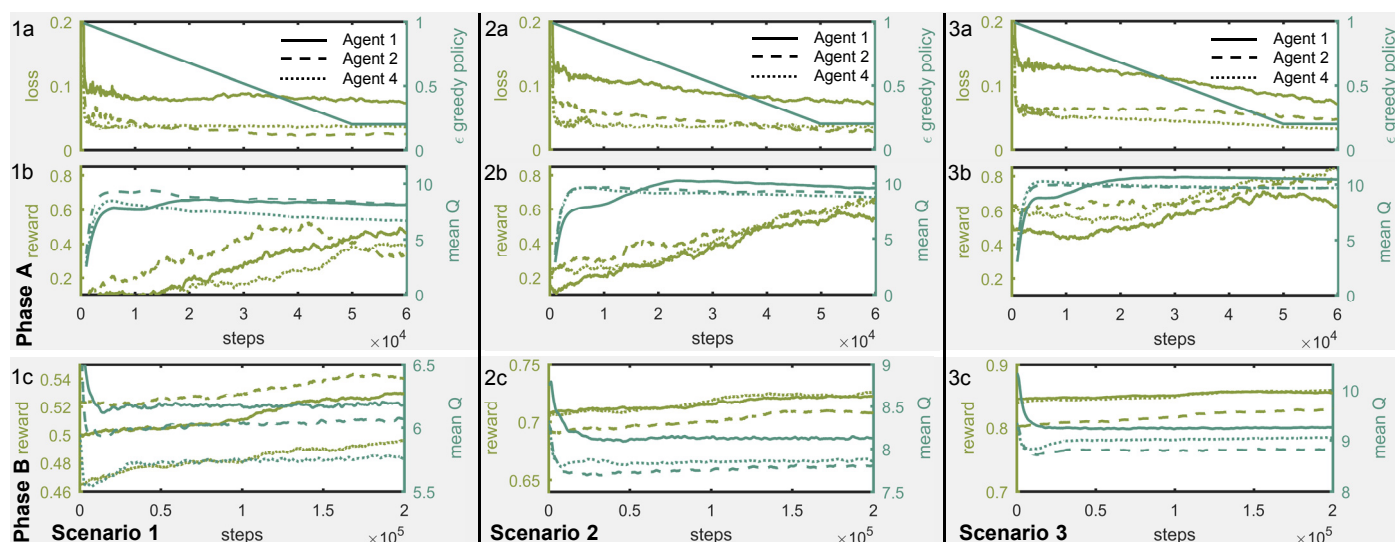 1a
0.2
0.1
0
loss
1
0.5
0
ϵ greedy policy
Agent 1
Agent 2
Agent 4
2a
0.2
0.1
0
loss
1
0.5
0
ϵ greedy policy
Agent 1
Agent 2
Agent 4
3a
0.2
0.1
0
loss
1
0.5
0
ϵ greedy policy
Agent 1
Agent 2
Agent 4
Phase A
1b
0.8
0.6
0.4
0.2
reward
10
5
0
mean Q
0 1 2 3 4 5 6
steps
×10⁴
2b
0.8
0.6
0.4
0.2
reward
10
5
0
mean Q
0 1 2 3 4 5 6
steps
×10⁴
3b
0.8
0.6
0.4
0.2
reward
10
5
0
mean Q
0 1 2 3 4 5 6
steps
×10⁴
Phase B
1c
0.54
0.52
0.5
0.48
0.46
reward
6.5
6
5.5
mean Q
0 0.5 1 1.5 2
Scenario 1
steps
×10⁵
2c
0.75
0.7
0.65
reward
9
8.5
8
7.5
mean Q
0 0.5 1 1.5 2
Scenario 2
steps
×10⁵
3c
0.9
0.8
0.7
reward
10
9
8
mean Q
0 0.5 1 1.5 2
Scenario 3
steps
×10⁵